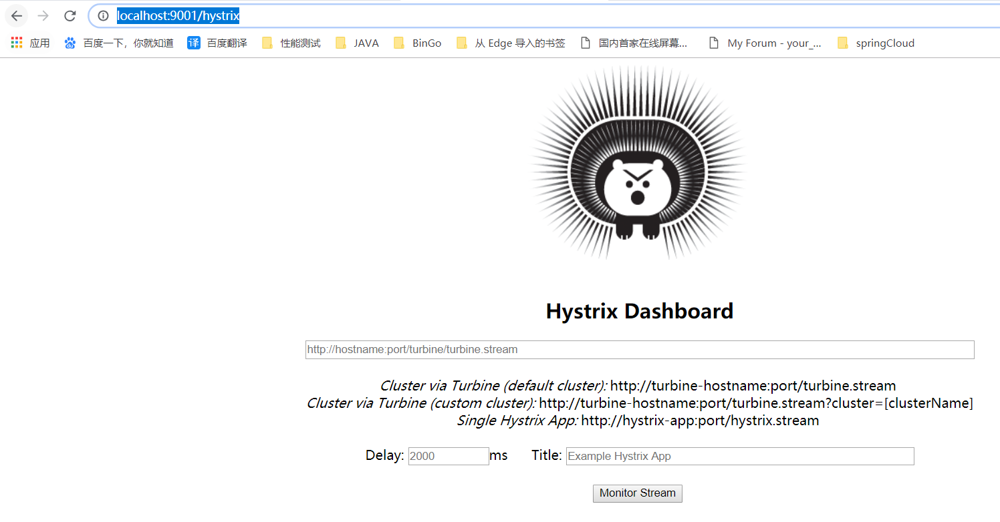 localhost:9001/hystrix
应用 百度一下，你就知道 译 百度翻译 性能测试 JAVA BinGo 从 Edge 导入的书签 国内首家在线屏幕... My Forum - your_... springCloud
Hystrix Dashboard
http://hostname:port/turbine/turbine.stream
Cluster via Turbine (default cluster): http://turbine-hostname:port/turbine.stream
Cluster via Turbine (custom cluster): http://turbine-hostname:port/turbine.stream?cluster=[clusterName]
Single Hystrix App: http://hystrix-app:port/hystrix.stream
Delay: 2000 ms Title: Example Hystrix App
Monitor Stream